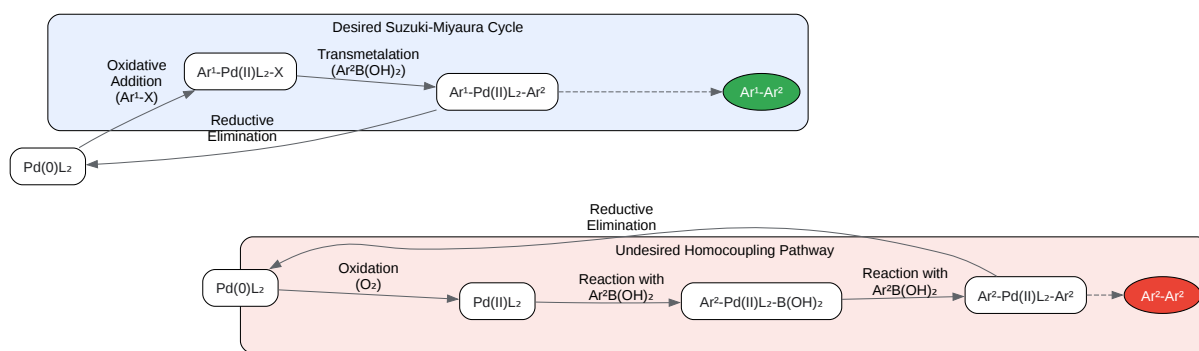 Desired Suzuki-Miyaura Cycle
Oxidative
Addition
(Ar¹-X)
Ar¹-Pd(II)L₂-X
Transmetalation
(Ar²B(OH)₂)
Ar¹-Pd(II)L₂-Ar²
Ar¹-Ar²
Reductive
Elimination
Pd(0)L₂
Reductive
Elimination
Undesired Homocoupling Pathway
Pd(0)L₂
Oxidation
(O₂)
Pd(II)L₂
Reaction with
Ar²B(OH)₂
Ar²-Pd(II)L₂-B(OH)₂
Reaction with
Ar²B(OH)₂
Ar²-Pd(II)L₂-Ar²
Ar²-Ar²